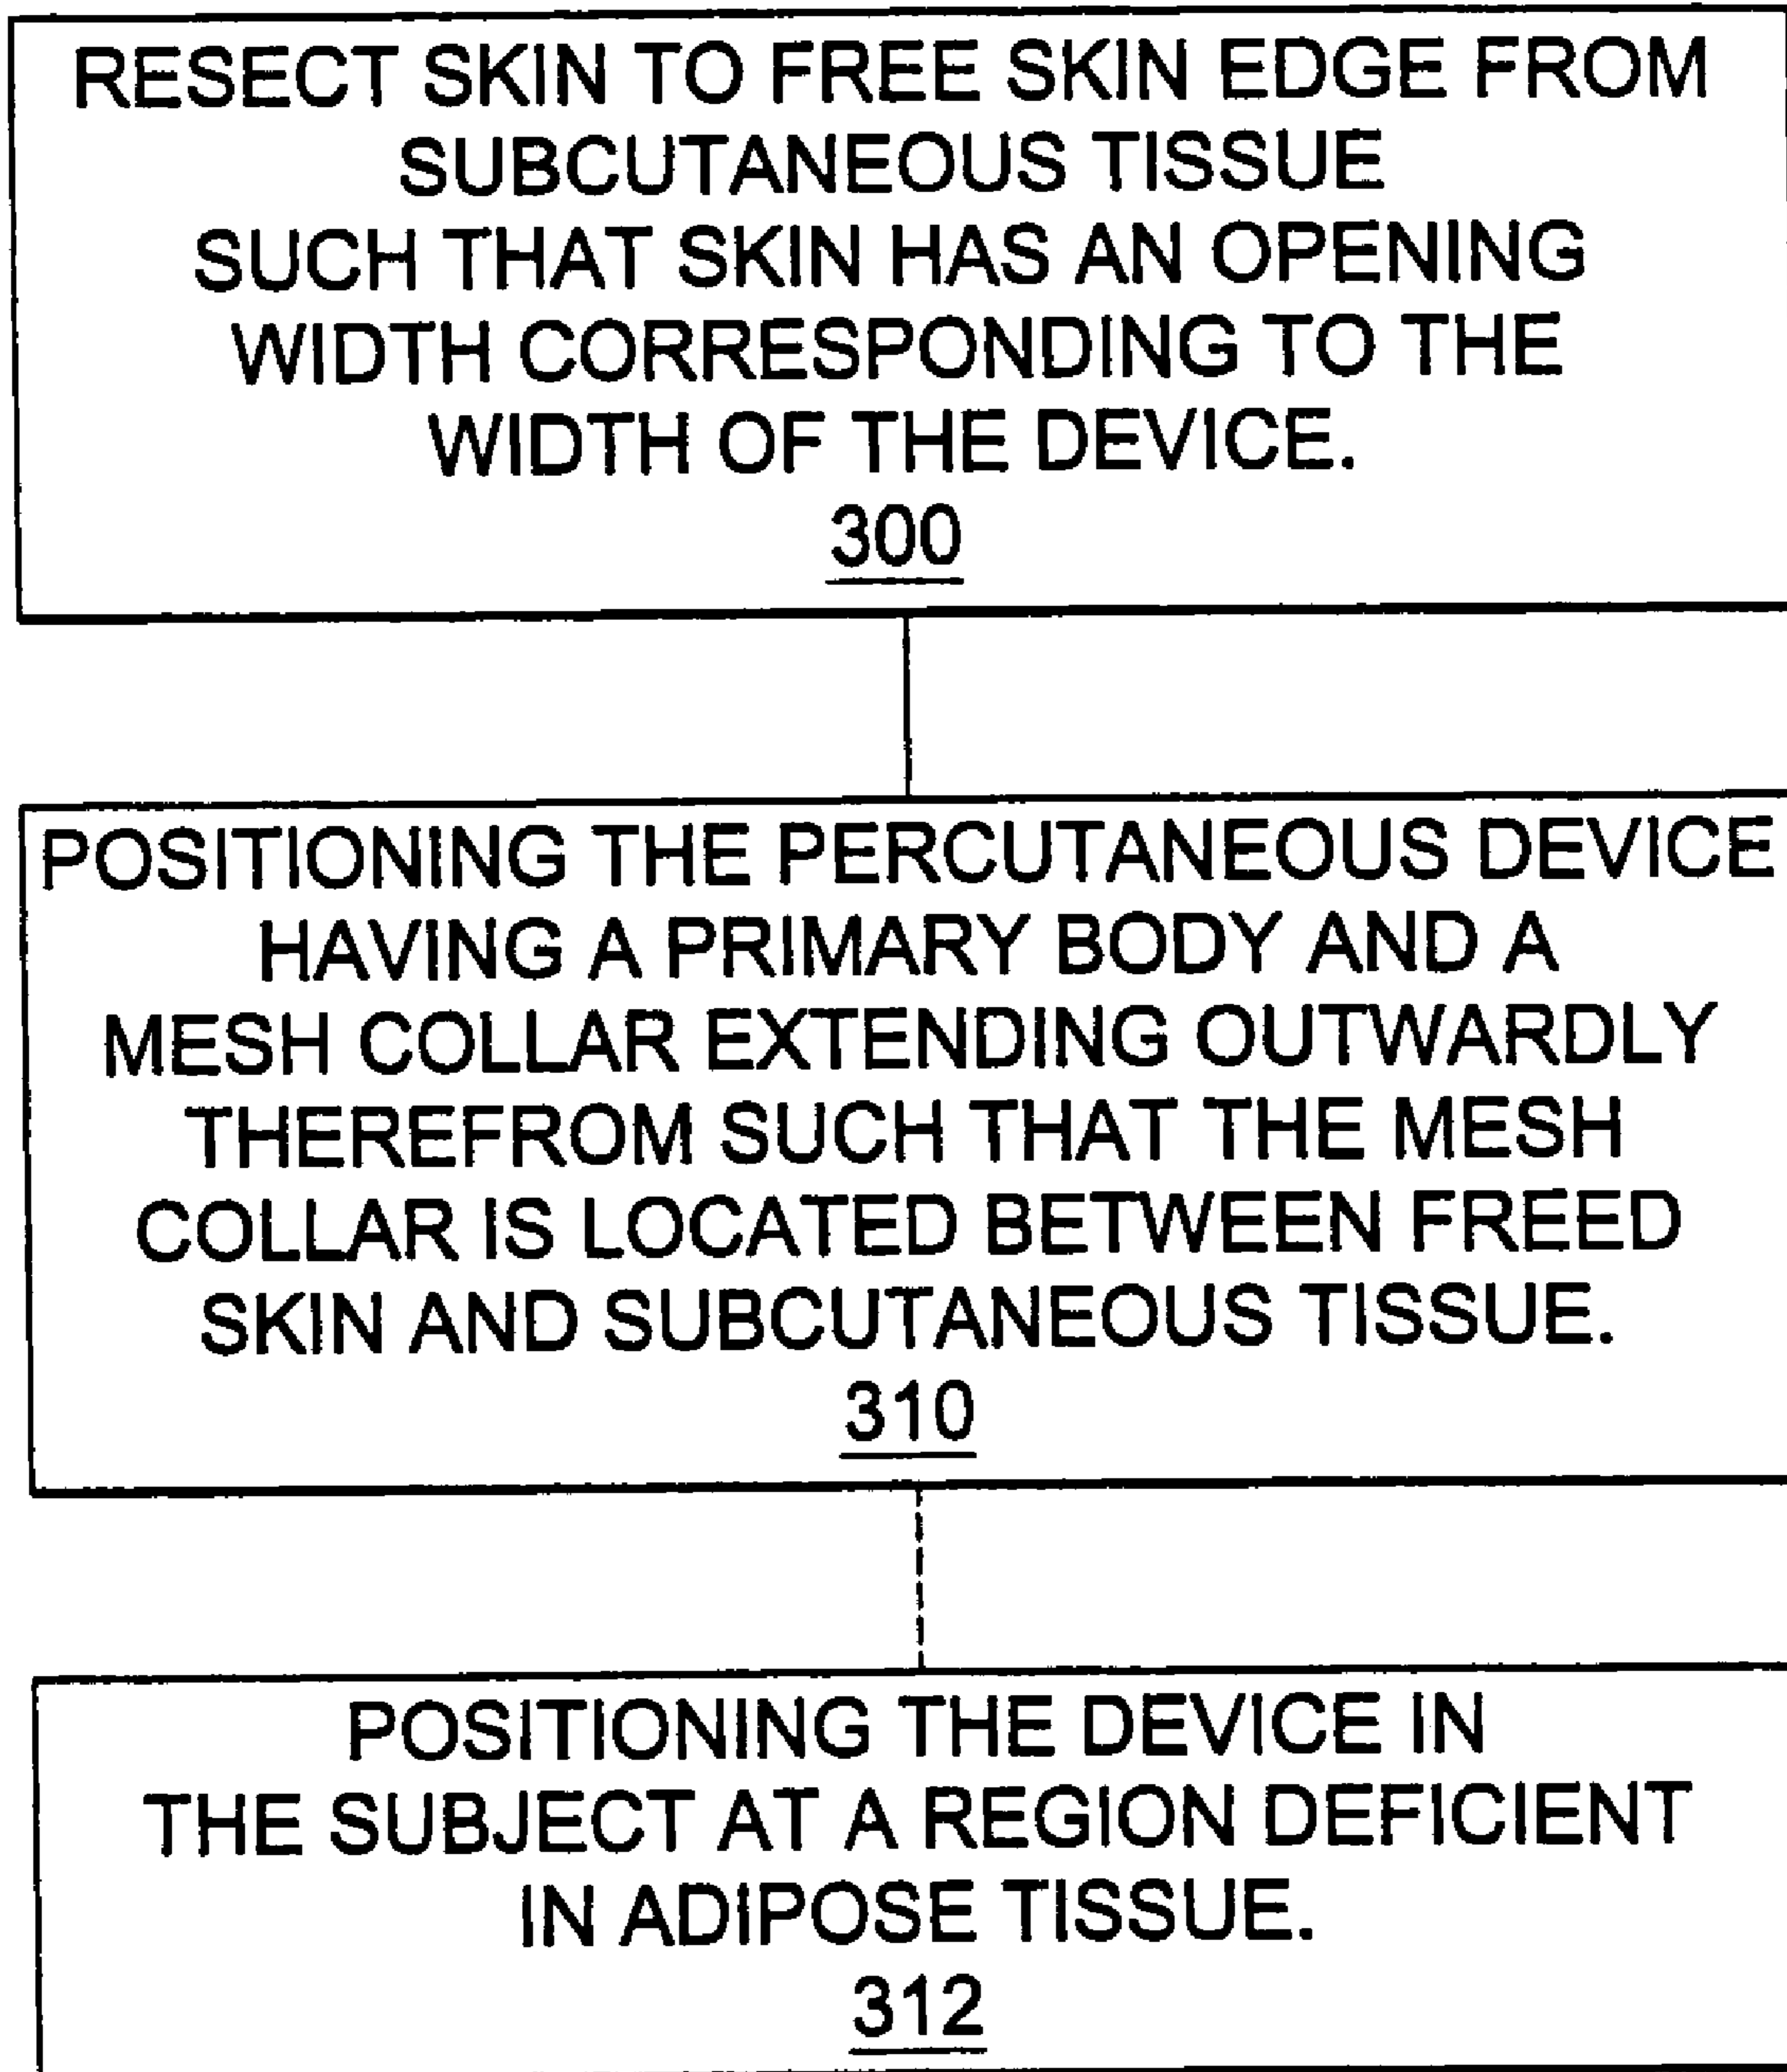 RESECT SKIN TO FREE SKIN EDGE FROM
SUBCUTANEOUS TISSUE
SUCH THAT SKIN HAS AN OPENING
WIDTH CORRESPONDING TO THE
WIDTH OF THE DEVICE.
300
POSITIONING THE PERCUTANEOUS DEVICE
HAVING A PRIMARY BODY AND A
MESH COLLAR EXTENDING OUTWARDLY
THEREFROM SUCH THAT THE MESH
COLLAR IS LOCATED BETWEEN FREED
SKIN AND SUBCUTANEOUS TISSUE.
310
POSITIONING THE DEVICE IN
THE SUBJECT AT A REGION DEFICIENT
IN ADIPOSE TISSUE.
312